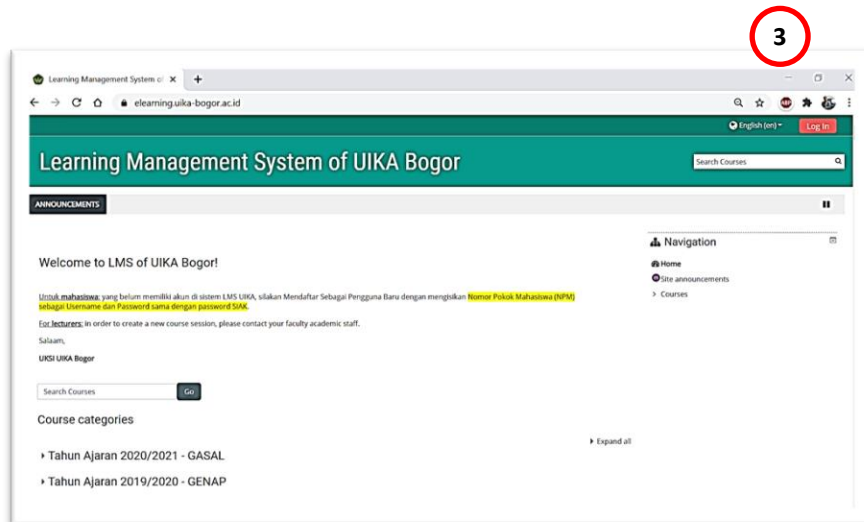 3
Learning Management System of
elearning.uika-bogor.ac.id
English (en)
Log In
Learning Management System of UIKA Bogor
Search Courses
ANNOUNCEMENTS
Navigation
Welcome to LMS of UIKA Bogor!
Home
Site announcements
Courses
Untuk mahasiswa: yang belum memiliki akun di sistem LMS UIKA, silakan Mendaftar Sebagai Pengguna Baru dengan mengisikan Nomor Pokok Mahasiswa (NPM)
sebagai Username dan Password sama dengan password SIAK.
For lecturers: in order to create a new course session, please contact your faculty academic staff.
Salaam,
UKSI UIKA Bogor
Search Courses
Go
Course categories
Expand all
Tahun Ajaran 2020/2021 - GASAL
Tahun Ajaran 2019/2020 - GENAP